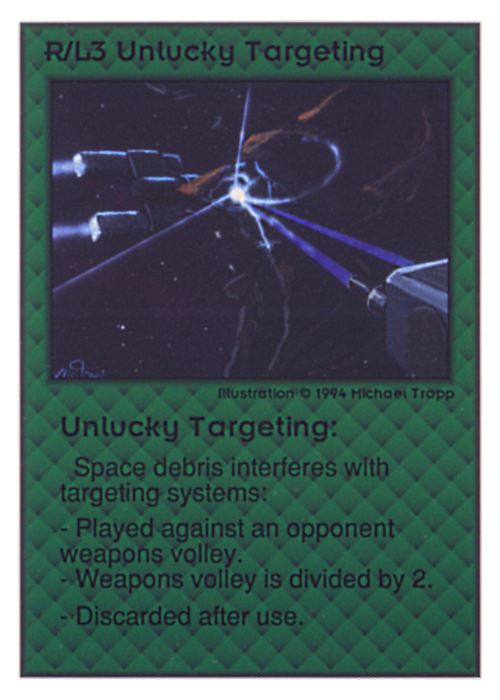 R/L3 Unlucky Targeting
Illustration © 1994 Michael Tropp
Unlucky Targeting:
Space debris interferes with
targeting systems:
- Played against an opponent
weapons volley.
- Weapons volley is divided by 2.
- Discarded after use.